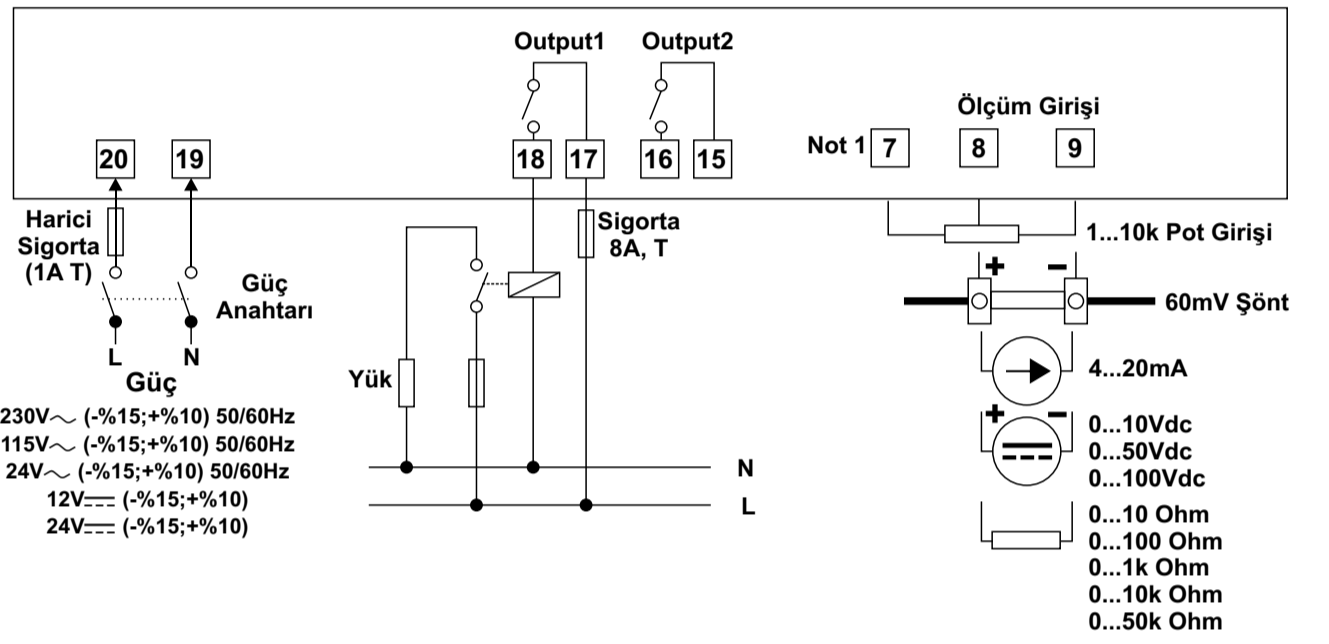 Output1 Output2
Ölçüm Girişi
20 19 18 17 16 15 Not 1 7 8 9
Harici
Sigorta
(1A T)
Güç
Anahtarı
L N
Güç
230V～ (-%15;+%10) 50/60Hz
115V～ (-%15;+%10) 50/60Hz
24V～ (-%15;+%10) 50/60Hz
12V⎓ (-%15;+%10)
24V⎓ (-%15;+%10)
Sigorta
8A, T
Yük
N
L
1...10k Pot Girişi
+ −
60mV Şönt
4...20mA
+ −
0...10Vdc
0...50Vdc
0...100Vdc
0...10 Ohm
0...100 Ohm
0...1k Ohm
0...10k Ohm
0...50k Ohm